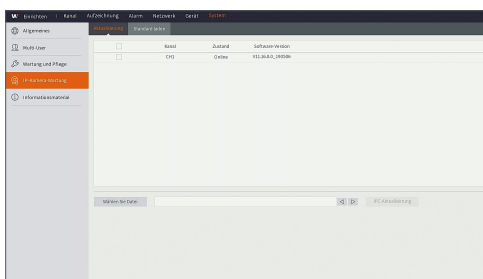 Einrichten | Kanal Aufzeichnung Alarm Netzwerk Gerät System
Allgemeines
Multi-User
Wartung und Pflege
IP-Kamera-Wartung
Informationsmaterial
Aktualisierung Standard laden
Kanal Zustand Software-Version
CH1 Online
Wählen Sie Datei
IPC Aktualisierung